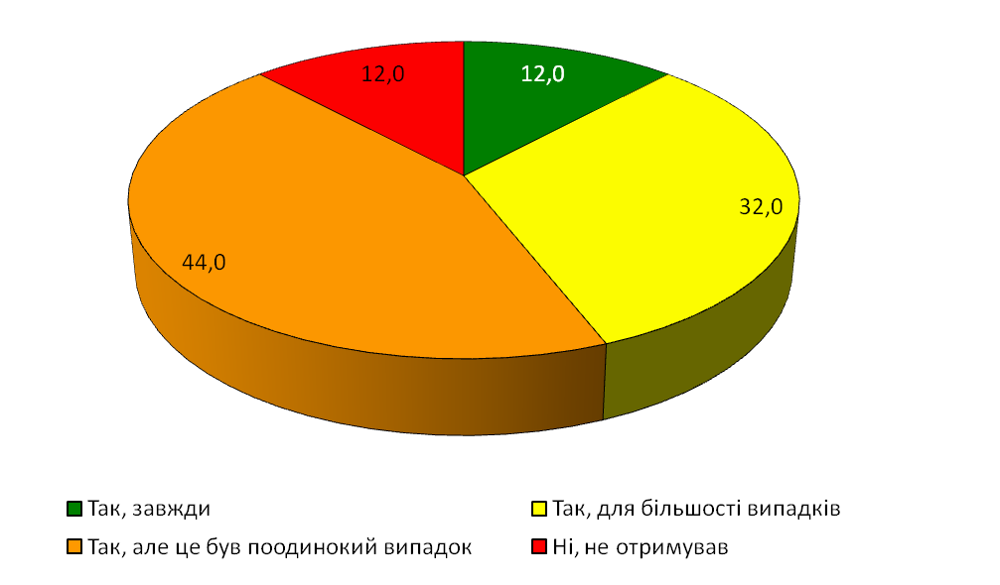 12,0
12,0
32,0
44,0
Так, завжди
Так, для більшості випадків
Так, але це був поодинокий випадок
Ні, не отримував